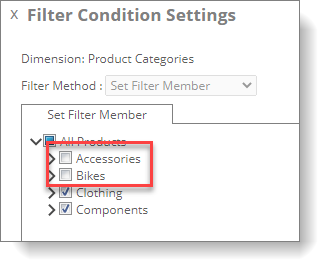 x Filter Condition Settings
Dimension: Product Categories
Filter Method : Set Filter Member
Set Filter Member
All Products
Accessories
Bikes
Clothing
Components